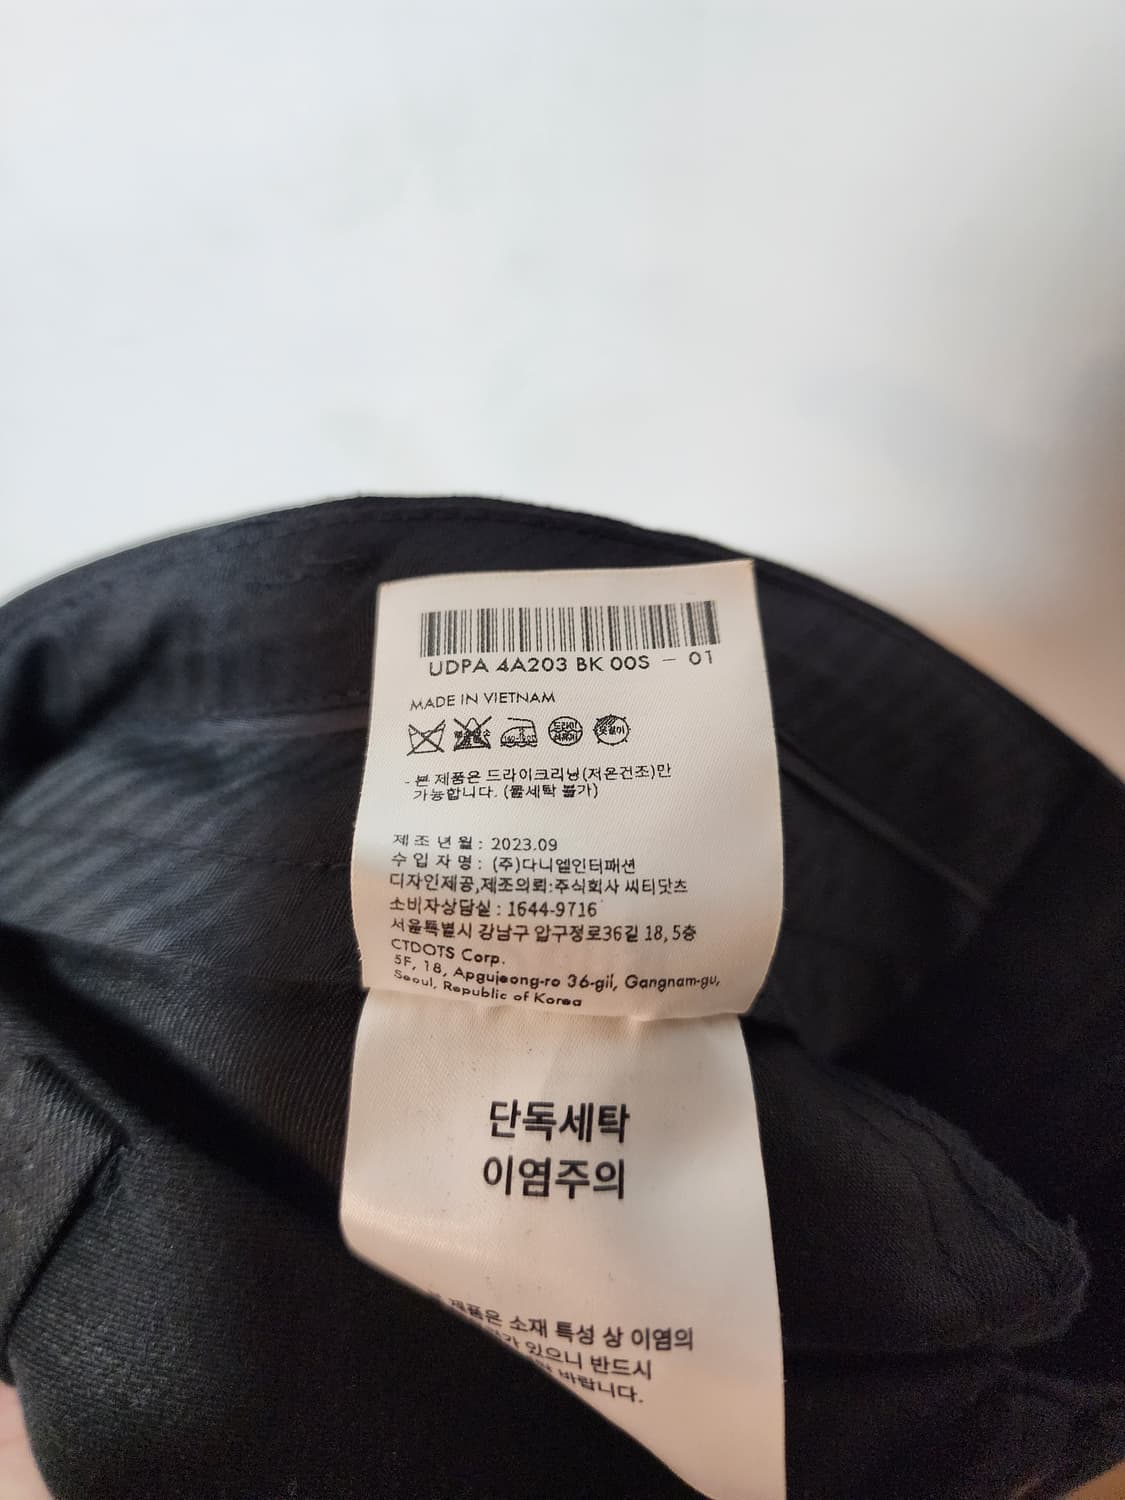 UDPA 4A203 BK 00S - 01
MADE IN VIETNAM
드라이
- 본 제품은 드라이크리닝(저온건조)만
가능합니다. (물세탁 불가)
제 조 년 월 : 2023.09
수 입 자 명 : (주)다니엘인터패션
디자인제공,제조의뢰:주식회사 씨티닷츠
소비자상담실 : 1644-9716
서울특별시 강남구 압구정로36길 18, 5층
CTDOTS Corp.
5F, 18, Apgujeong-ro 36-gil, Gangnam-gu,
Seoul, Republic of Korea
단독세탁
이염주의
제품은 소재 특성 상 이염의
있으니 반드시
바랍니다.